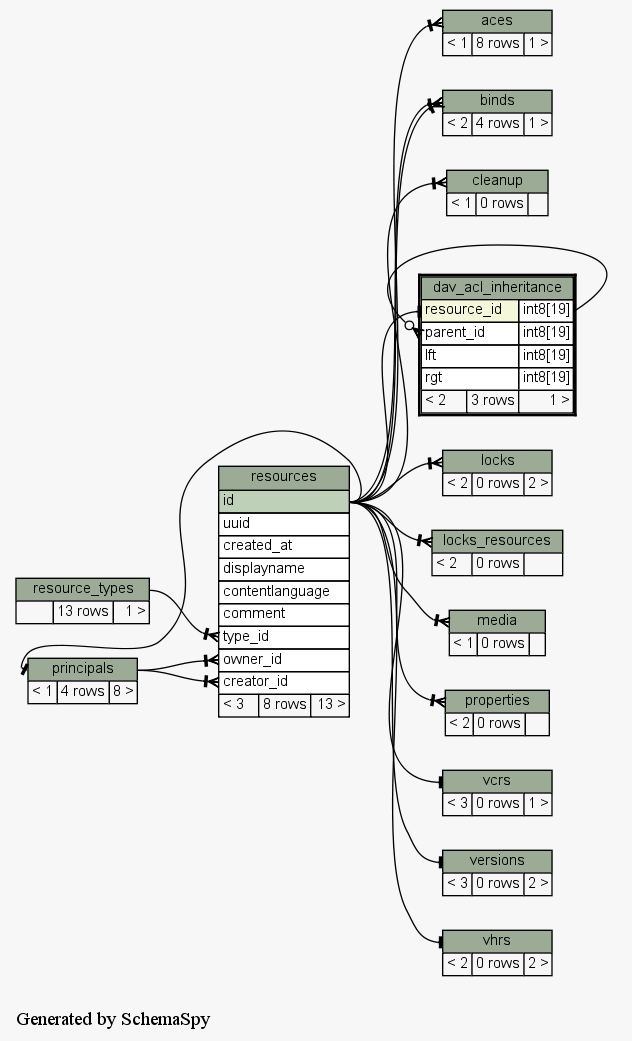 aces
< 1 8 rows 1 >
binds
< 2 4 rows 1 >
cleanup
< 1 0 rows
dav_acl_inheritance
resource_id int8[19]
parent_id int8[19]
lft int8[19]
rgt int8[19]
< 2 3 rows 1 >
locks
< 2 0 rows 2 >
resources
id
uuid
created_at
displayname
contentlanguage
comment
type_id
owner_id
creator_id
< 3 8 rows 13 >
locks_resources
< 2 0 rows
resource_types
13 rows 1 >
media
< 1 0 rows
principals
< 1 4 rows 8 >
properties
< 2 0 rows
vcrs
< 3 0 rows 1 >
versions
< 3 0 rows 2 >
vhrs
< 2 0 rows 2 >
Generated by SchemaSpy